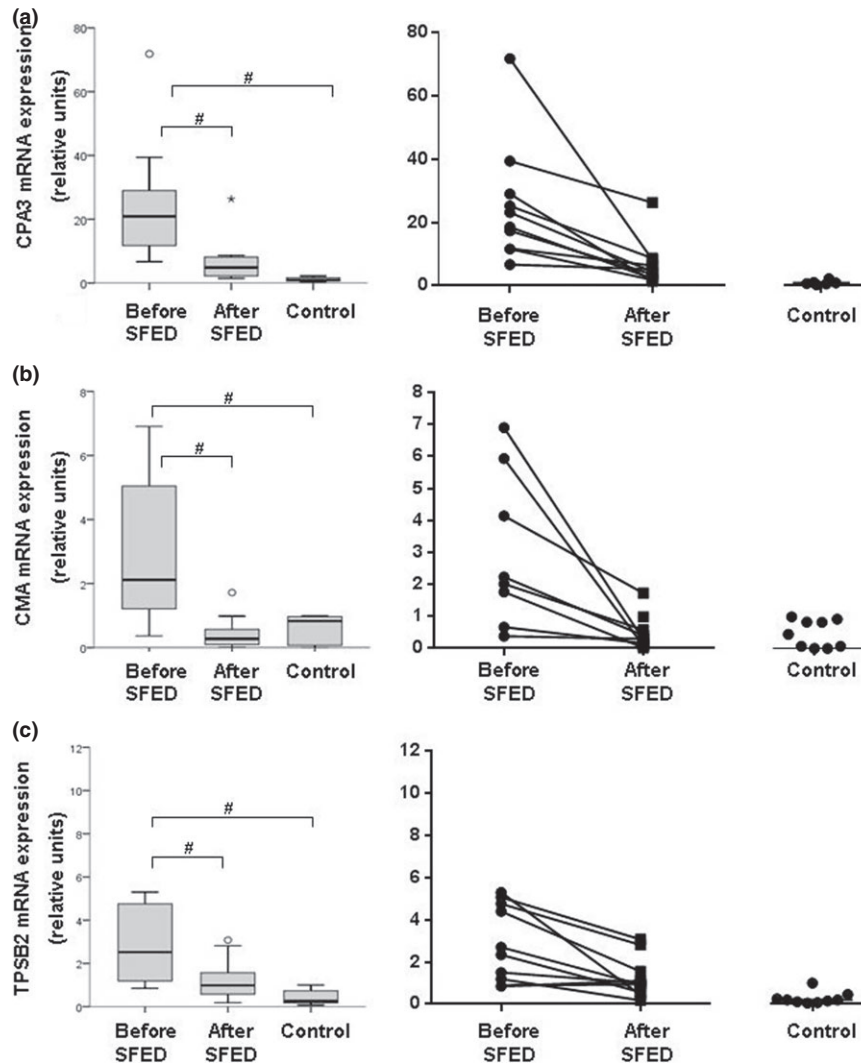 (a)
CPA3 mRNA expression
(relative units)
80
60
40
20
0
#
#
*
Before
SFED
After
SFED
Control
80
60
40
20
0
Before
SFED
After
SFED
Control
(b)
CMA mRNA expression
(relative units)
8
6
4
2
0
#
#
Before
SFED
After
SFED
Control
8
7
6
5
4
3
2
1
0
Before
SFED
After
SFED
Control
(c)
TPSB2 mRNA expression
(relative units)
12
10
8
6
4
2
0
#
#
Before
SFED
After
SFED
Control
12
10
8
6
4
2
0
Before
SFED
After
SFED
Control